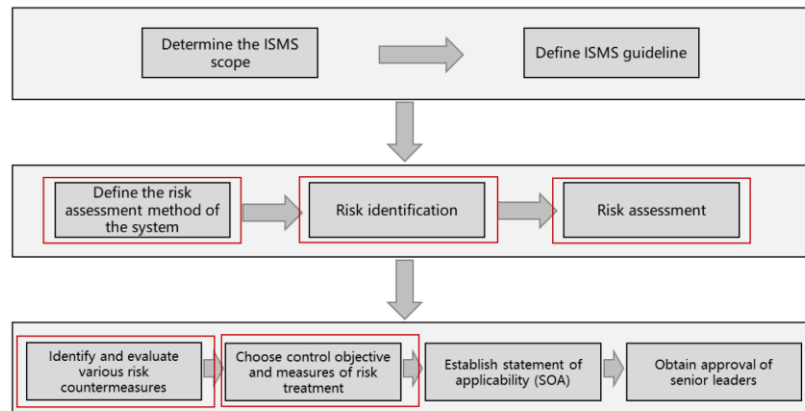 Determine the ISMS
scope
Define ISMS guideline
Define the risk
assessment method of
the system
Risk identification
Risk assessment
Identify and evaluate
various risk
countermeasures
Choose control objective
and measures of risk
treatment
Establish statement of
applicability (SOA)
Obtain approval of
senior leaders